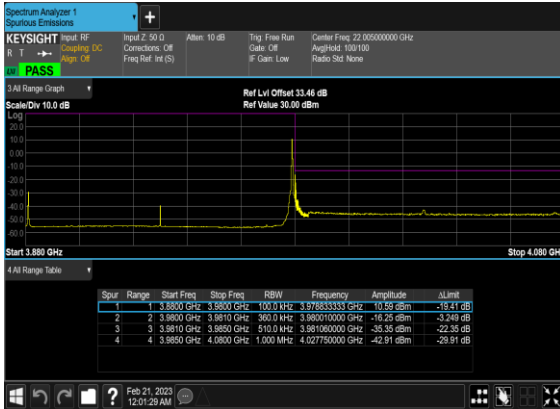 Spectrum Analyzer 1
Spurious Emissions
+
KEYSIGHT Input: RF Input Z: 50 Ω Atten: 10 dB Trig: Free Run Center Freq: 22.005000000 GHz
R T Coupling: DC Corrections: Off Gate: Off Avg|Hold: 100/100
Align: Off Freq Ref: Int (S) IF Gain: Low Radio Std: None
PASS
3 All Range Graph Ref Lvl Offset 33.46 dB
Scale/Div 10.0 dB Ref Value 30.00 dBm
Log
20.0
10.0
0.00
-10.0
-20.0
-30.0
-40.0
-50.0
-60.0
Start 3.880 GHz Stop 4.080 GH
4 All Range Table
Spur Range Start Freq Stop Freq RBW Frequency Amplitude ΔLimit
1 1 3.8800 GHz 3.9800 GHz 100.0 kHz 3.978833333 GHz 10.59 dBm -19.41 dB
2 2 3.9800 GHz 3.9810 GHz 360.0 kHz 3.980010000 GHz -16.25 dBm -3.249 dB
3 3 3.9810 GHz 3.9850 GHz 510.0 kHz 3.981060000 GHz -35.35 dBm -22.35 dB
4 4 3.9850 GHz 4.0800 GHz 1.000 MHz 4.027750000 GHz -42.91 dBm -29.91 dB
? Feb 21, 2023
12:01:29 AM